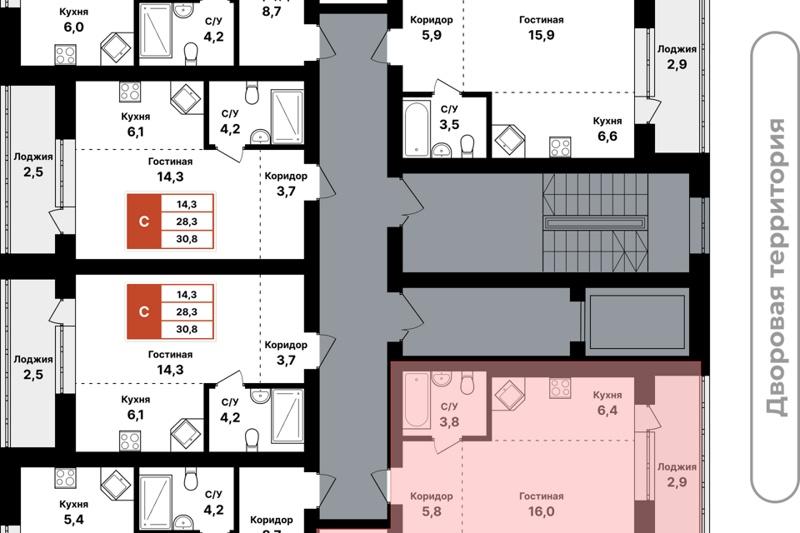 Кухня
6,0
С/У
4,2
8,7
Коридор
5,9
Гостиная
15,9
Лоджия
2,9
С/У
3,5
Кухня
6,6
Кухня
6,1
С/У
4,2
Лоджия
2,5
Гостиная
14,3
Коридор
3,7
С
14,3
28,3
30,8
С
14,3
28,3
30,8
Лоджия
2,5
Гостиная
14,3
Коридор
3,7
Кухня
6,1
С/У
4,2
С/У
3,8
Кухня
6,4
Лоджия
2,9
Коридор
5,8
Гостиная
16,0
Кухня
5,4
С/У
4,2
Дворовая территория